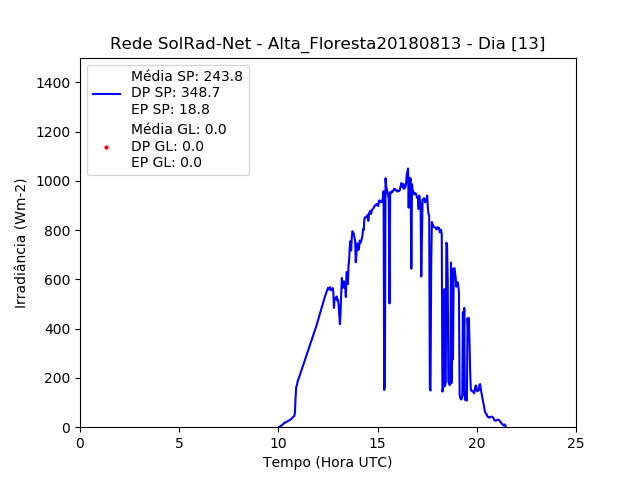 Rede SolRad-Net - Alta_Floresta20180813 - Dia [13]
Média SP: 243.8
DP SP: 348.7
EP SP: 18.8
Média GL: 0.0
DP GL: 0.0
EP GL: 0.0
1400
1200
1000
800
600
400
200
0
Irradiância (Wm-2)
0 5 10 15 20 25
Tempo (Hora UTC)